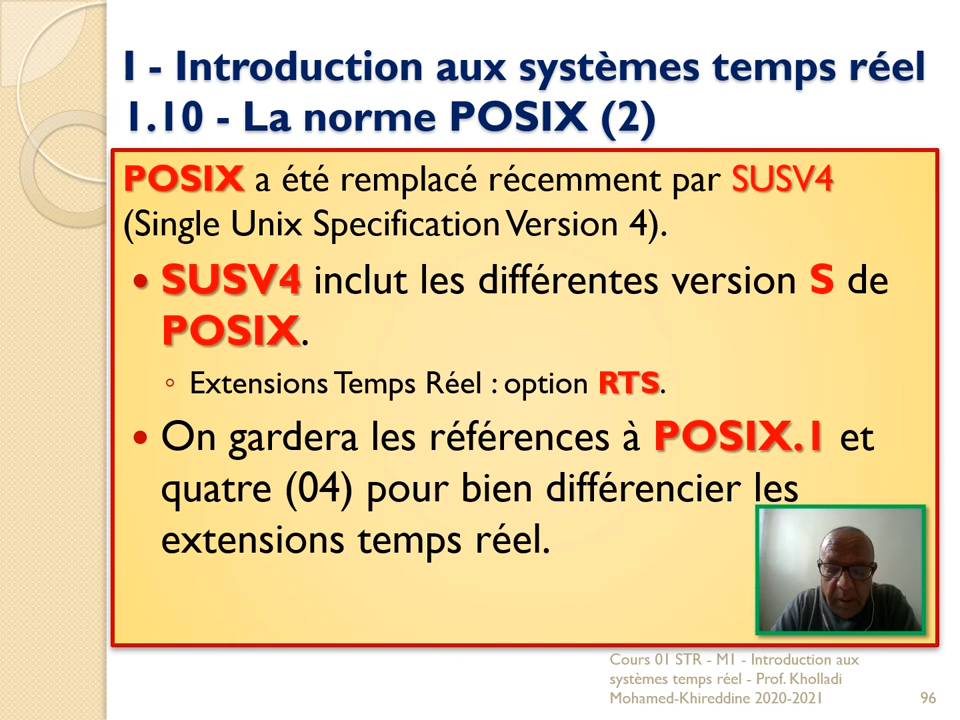 I - Introduction aux systèmes temps réel
1.10 - La norme POSIX (2)
POSIX a été remplacé récemment par SUSV4
(Single Unix Specification Version 4).
• SUSV4 inclut les différentes version S de
POSIX.
◦ Extensions Temps Réel : option RTS.
• On gardera les références à POSIX.1 et
quatre (04) pour bien différencier les
extensions temps réel.
Cours 01 STR - M1 - Introduction aux
systèmes temps réel - Prof. Kholladi
Mohamed-Khireddine 2020-2021 96